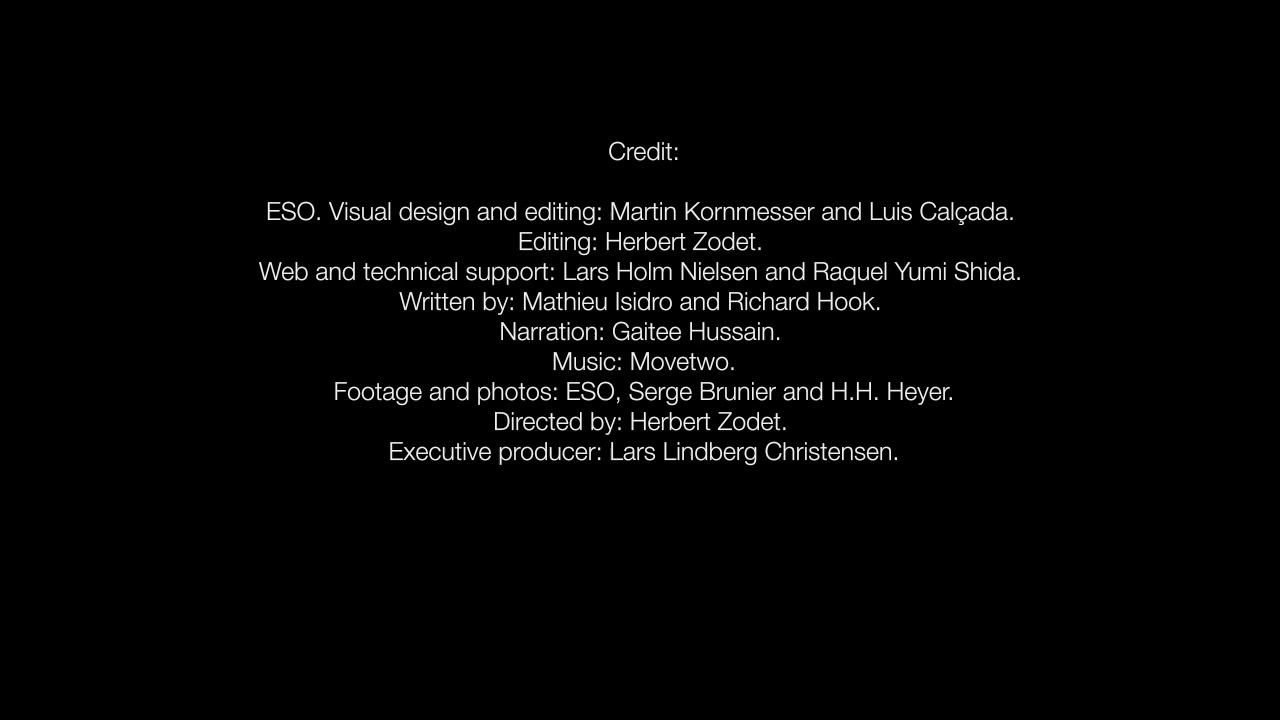 Credit:
ESO. Visual design and editing: Martin Kornmesser and Luis Calçada.
Editing: Herbert Zodet.
Web and technical support: Lars Holm Nielsen and Raquel Yumi Shida.
Written by: Mathieu Isidro and Richard Hook.
Narration: Gaitee Hussain.
Music: Movetwo.
Footage and photos: ESO, Serge Brunier and H.H. Heyer.
Directed by: Herbert Zodet.
Executive producer: Lars Lindberg Christensen.